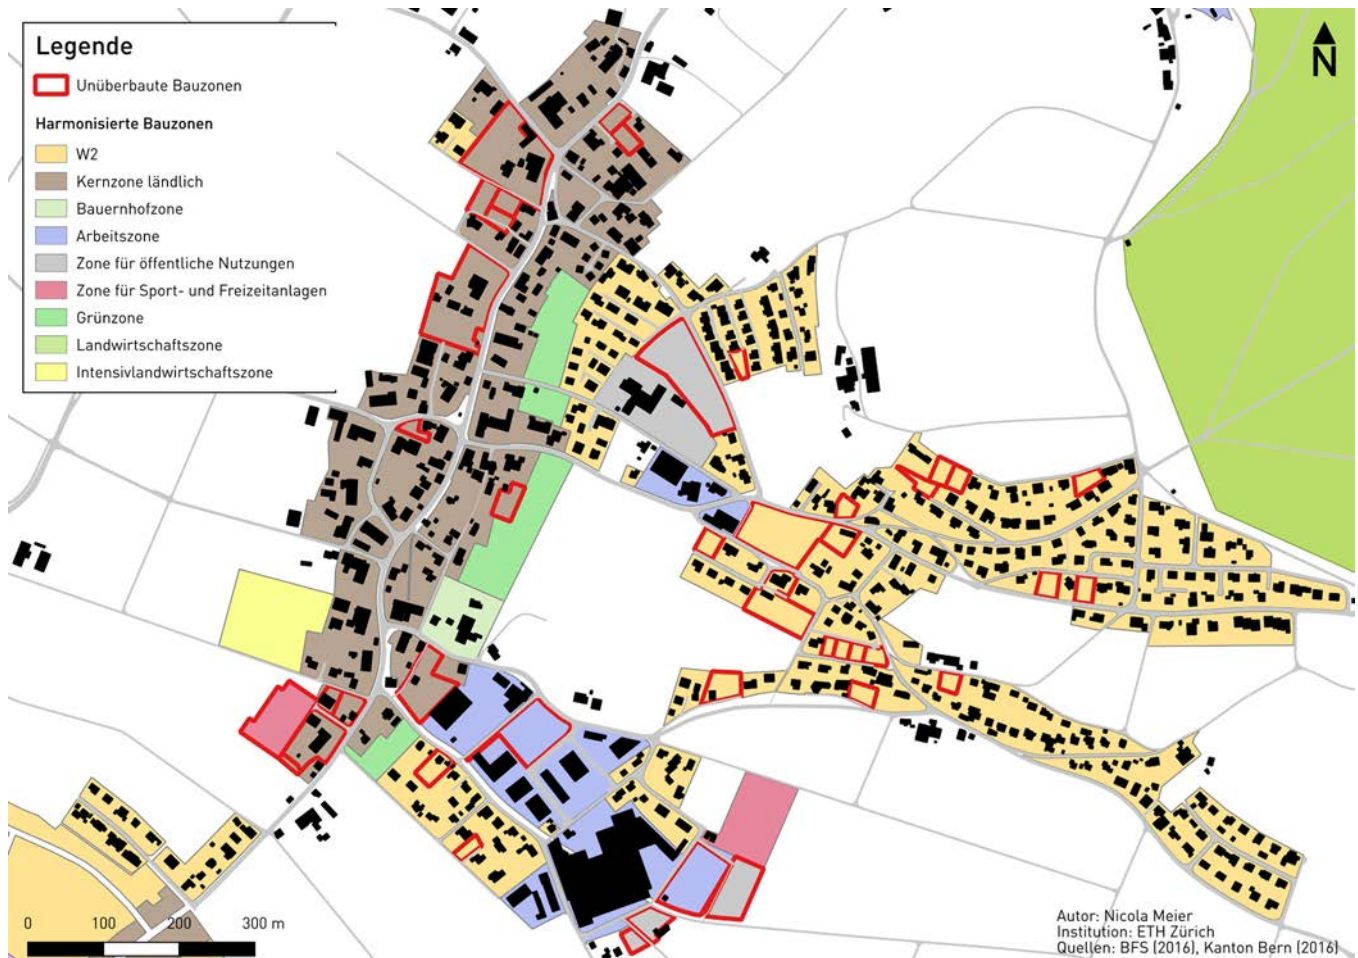 Legende
Unüberbaute Bauzonen
Harmonisierte Bauzonen
W2
Kernzone ländlich
Bauernhofzone
Arbeitszone
Zone für öffentliche Nutzungen
Zone für Sport- und Freizeitanlagen
Grünzone
Landwirtschaftszone
Intensivlandwirtschaftszone
N
0 100 200 300 m
Autor: Nicola Meier
Institution: ETH Zürich
Quellen: BFS (2016), Kanton Bern (2016)